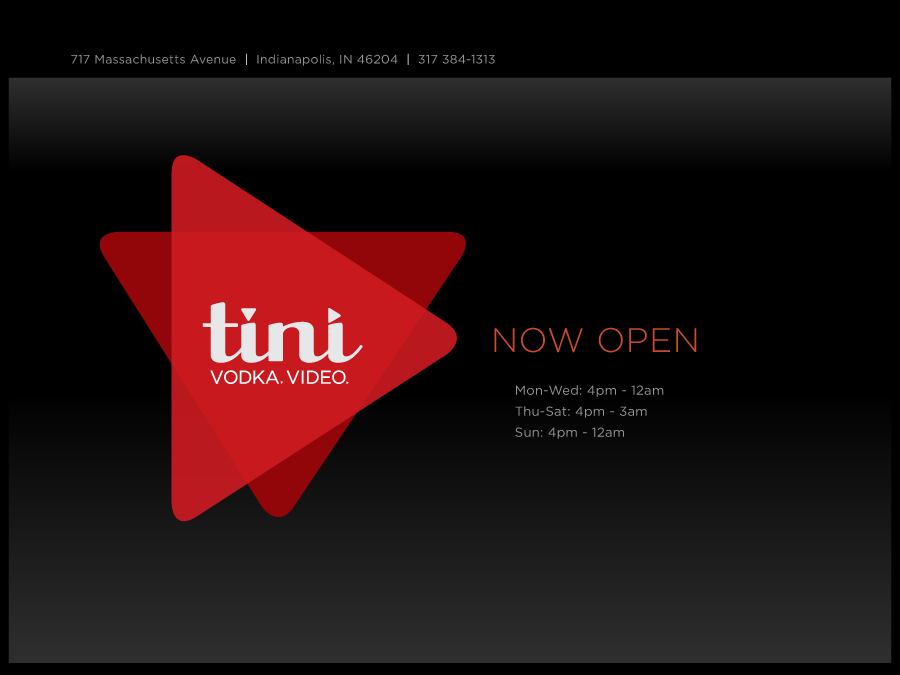 717 Massachusetts Avenue | Indianapolis, IN 46204 | 317 384-1313
tini
VODKA. VIDEO.
NOW OPEN
Mon-Wed: 4pm - 12am
Thu-Sat: 4pm - 3am
Sun: 4pm - 12am